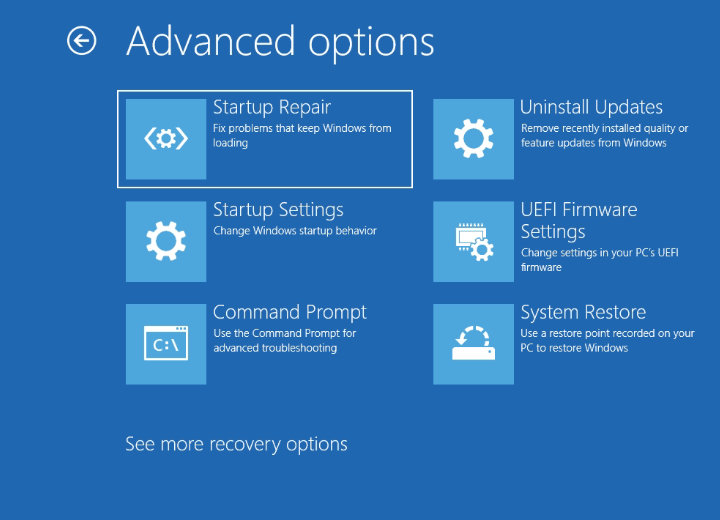 Advanced options
Startup Repair
Fix problems that keep Windows from
loading
Uninstall Updates
Remove recently installed quality or
feature updates from Windows
Startup Settings
Change Windows startup behavior
UEFI Firmware
Settings
Change settings in your PC's UEFI
firmware
Command Prompt
Use the Command Prompt for
advanced troubleshooting
C:\
System Restore
Use a restore point recorded on your
PC to restore Windows
See more recovery options